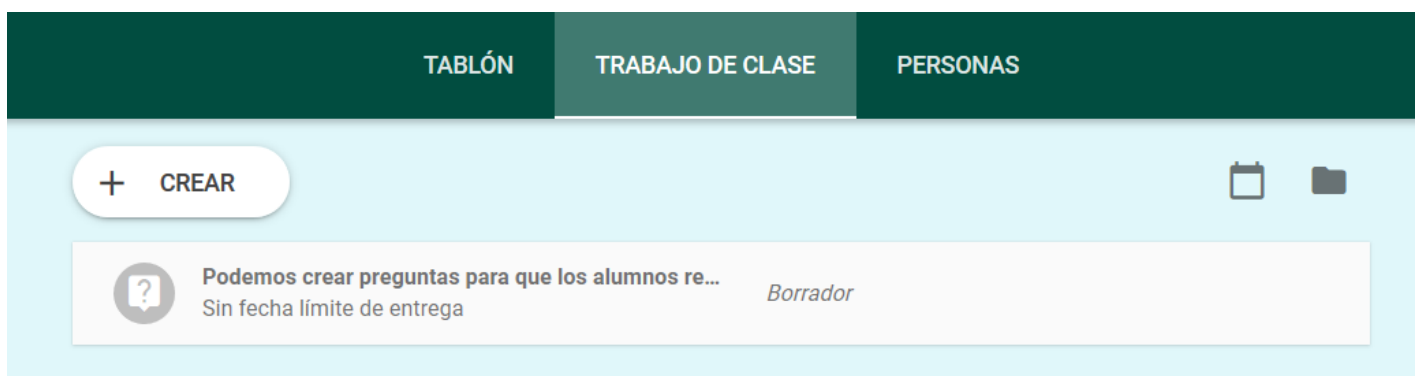 TABLÓN TRABAJO DE CLASE PERSONAS
+ CREAR
Podemos crear preguntas para que los alumnos re...
Sin fecha límite de entrega
Borrador